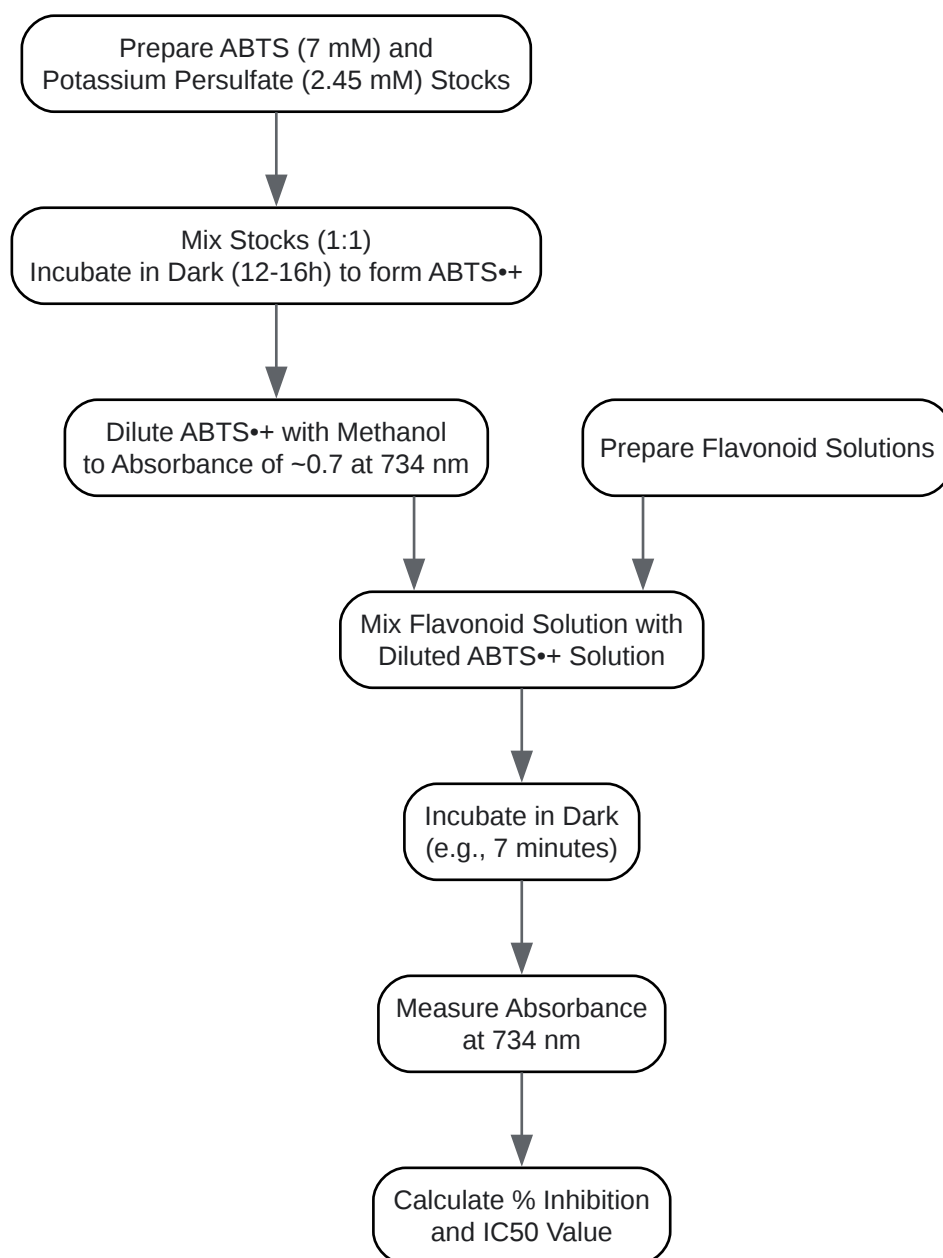 Prepare ABTS (7 mM) and
Potassium Persulfate (2.45 mM) Stocks
Mix Stocks (1:1)
Incubate in Dark (12-16h) to form ABTS•+
Dilute ABTS•+ with Methanol
to Absorbance of ~0.7 at 734 nm
Prepare Flavonoid Solutions
Mix Flavonoid Solution with
Diluted ABTS•+ Solution
Incubate in Dark
(e.g., 7 minutes)
Measure Absorbance
at 734 nm
Calculate % Inhibition
and IC50 Value